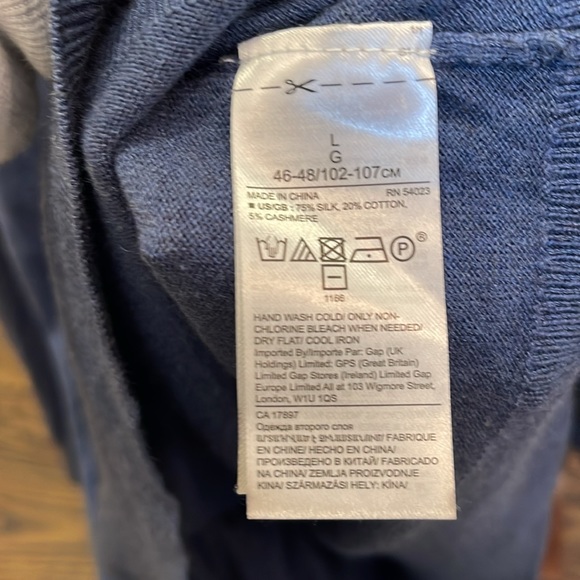 L
G
46-48/102-107CM
MADE IN CHINA RN 54023
■ US/GB : 75% SILK, 20% COTTON,
5% CASHMERE
P®
1166
HAND WASH COLD/ ONLY NON-
CHLORINE BLEACH WHEN NEEDED/
DRY FLAT/ COOL IRON
Imported By/Importe Par: Gap (UK
Holdings) Limited: GPS (Great Britain)
Limited Gap Stores (Ireland) Limited Gap
Europe Limited All at 103 Wigmore Street,
London, W1U 1QS
CA 17897
Одежда второго слоя
FABRIQUE
EN CHINE/ HECHO EN CHINA/
ПРОИЗВЕДЕНО В КИТАЙ/ FABRICADO
NA CHINA/ ZEMLJA PROIZVODNJE
KINA/ SZÁRMAZÁSI HELY: KÍNA/